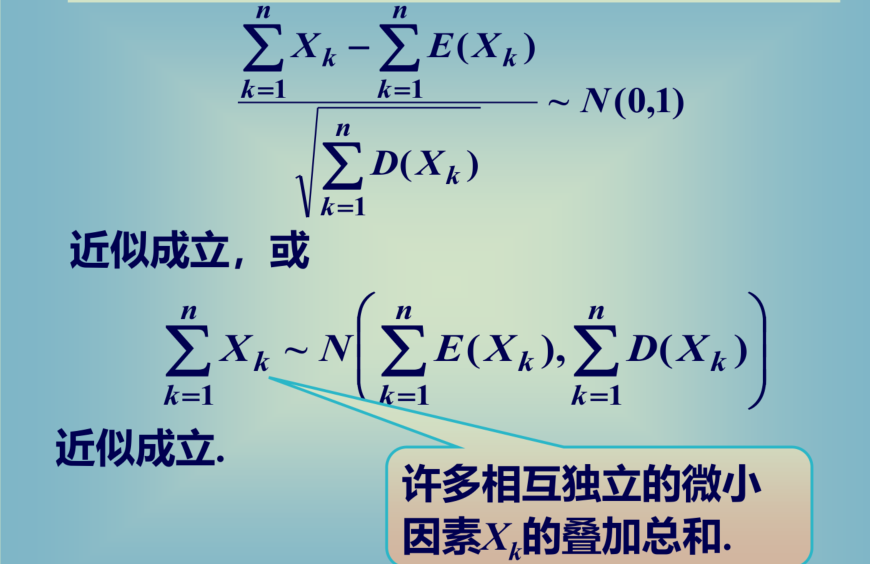 $$\frac{\sum_{k=1}^{n} X_k - \sum_{k=1}^{n} E(X_k)}{\sqrt{\sum_{k=1}^{n} D(X_k)}} \sim N(0,1)$$
近似成立，或
$$\sum_{k=1}^{n} X_k \sim N\left(\sum_{k=1}^{n} E(X_k), \sum_{k=1}^{n} D(X_k)\right)$$
近似成立.
许多相互独立的微小
因素$X_k$的叠加总和.